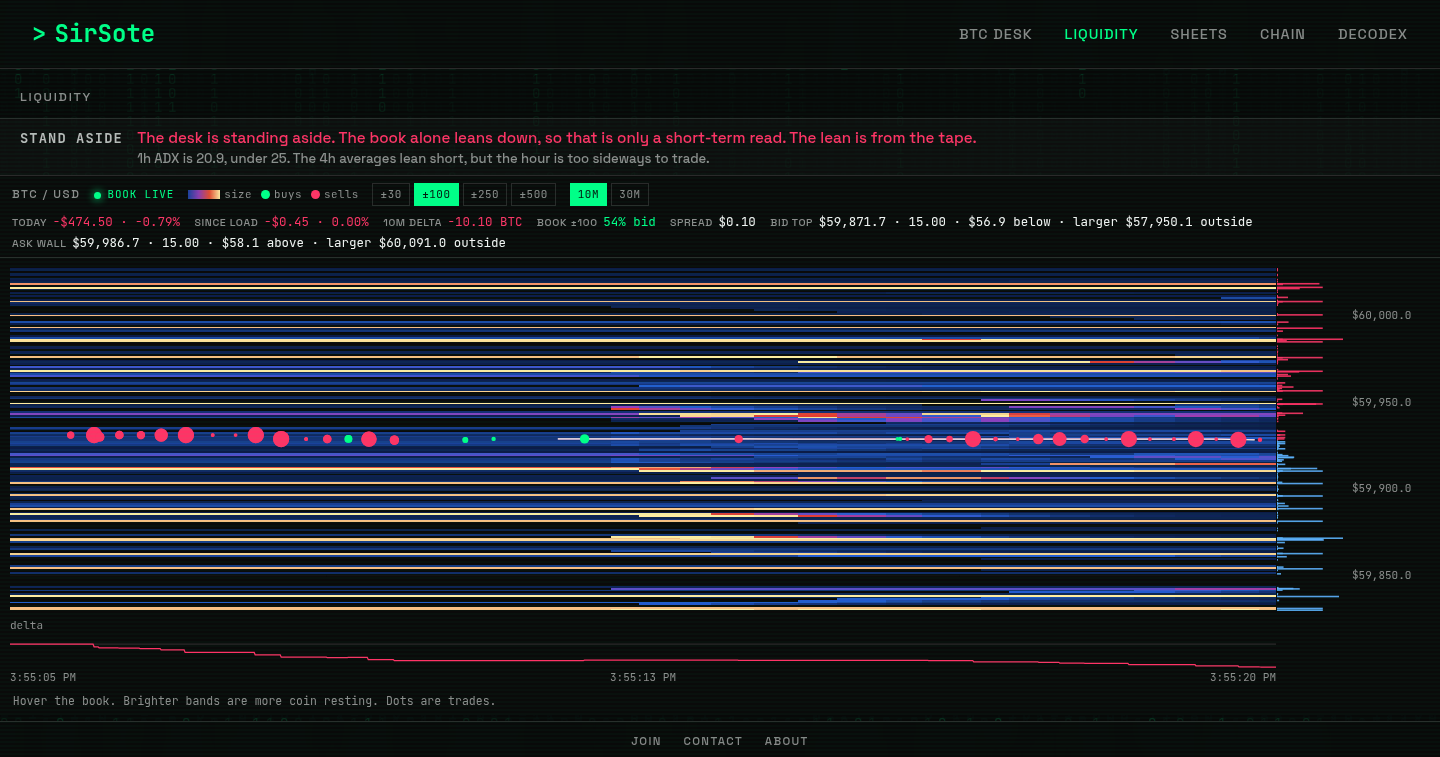 > SirSote
BTC DESK LIQUIDITY SHEETS CHAIN DECODEX
LIQUIDITY
STAND ASIDE The desk is standing aside. The book alone leans down, so that is only a short-term read. The lean is from the tape.
1h ADX is 20.9, under 25. The 4h averages lean short, but the hour is too sideways to trade.
BTC / USD BOOK LIVE size buys sells ±30 ±100 ±250 ±500 10M 30M
TODAY -$474.50 · -0.79% SINCE LOAD -$0.45 · 0.00% 10M DELTA -10.10 BTC BOOK ±100 54% bid SPREAD $0.10 BID TOP $59,871.7 · 15.00 · $56.9 below · larger $57,950.1 outside
ASK WALL $59,986.7 · 15.00 · $58.1 above · larger $60,091.0 outside
$60,000.0
$59,950.0
$59,900.0
$59,850.0
delta
3:55:05 PM 3:55:13 PM 3:55:20 PM
Hover the book. Brighter bands are more coin resting. Dots are trades.
JOIN CONTACT ABOUT